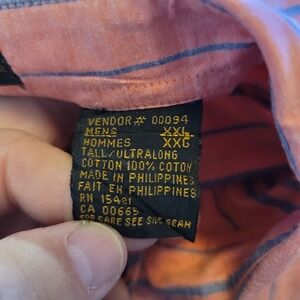 VENDOR# 00094
MENS XXL
HOMMES XXG
TALL/ULTRALONG
COTTON 100% COTON
MADE IN PHILIPPINES
FAIT EN PHILIPPINES
RN 15481
CA 00665
FOR CARE SEE SIDE SEAM